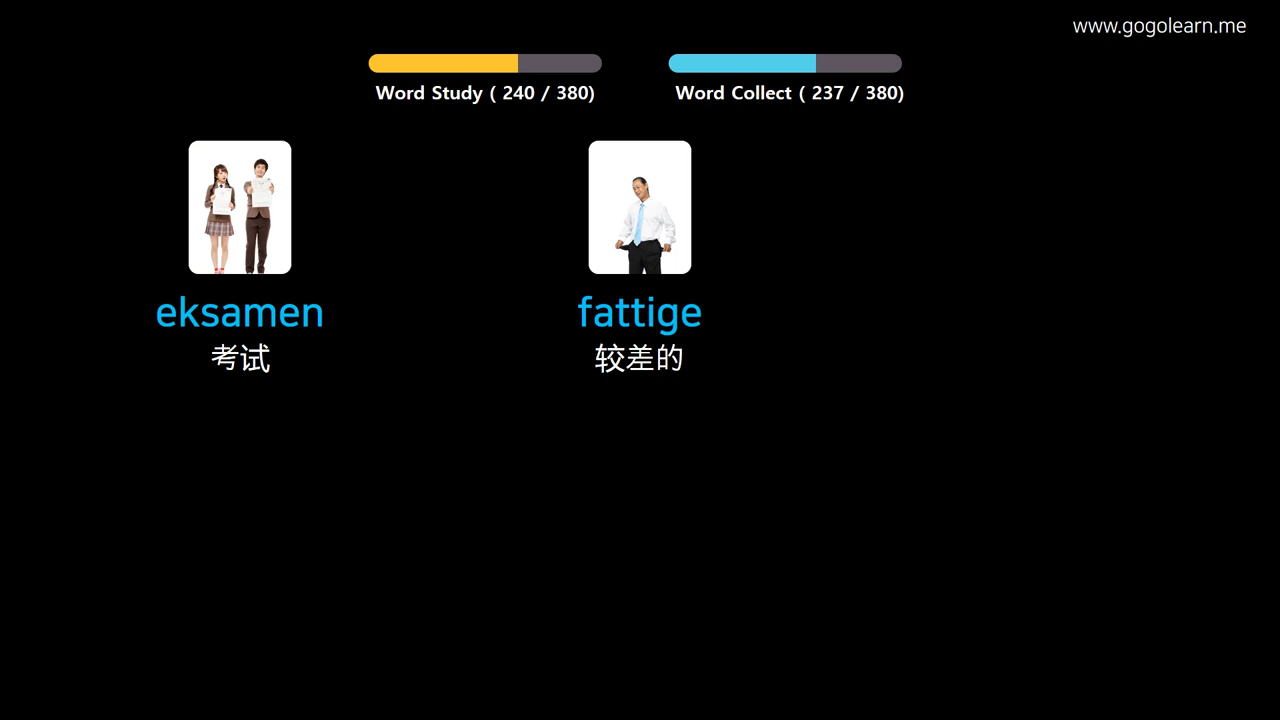 www.gogolearn.me
Word Study ( 240 / 380)
Word Collect ( 237 / 380)
eksamen
考试
fattige
较差的